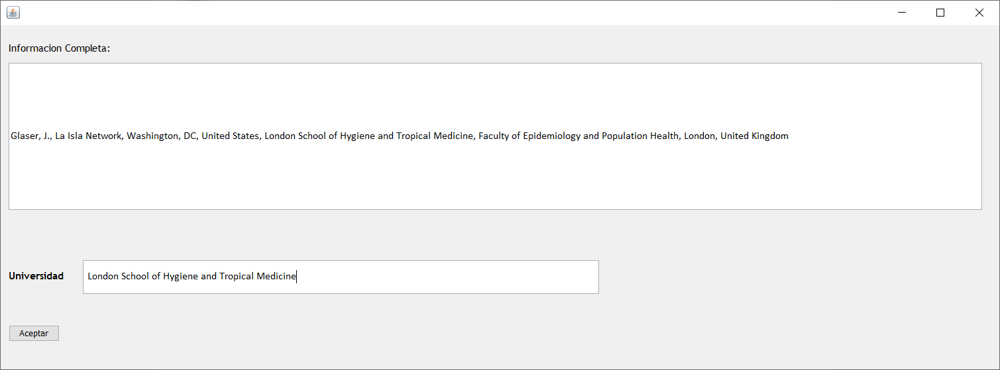 Informacion Completa:
Glaser, J., La Isla Network, Washington, DC, United States, London School of Hygiene and Tropical Medicine, Faculty of Epidemiology and Population Health, London, United Kingdom
Universidad
London School of Hygiene and Tropical Medicine
Aceptar